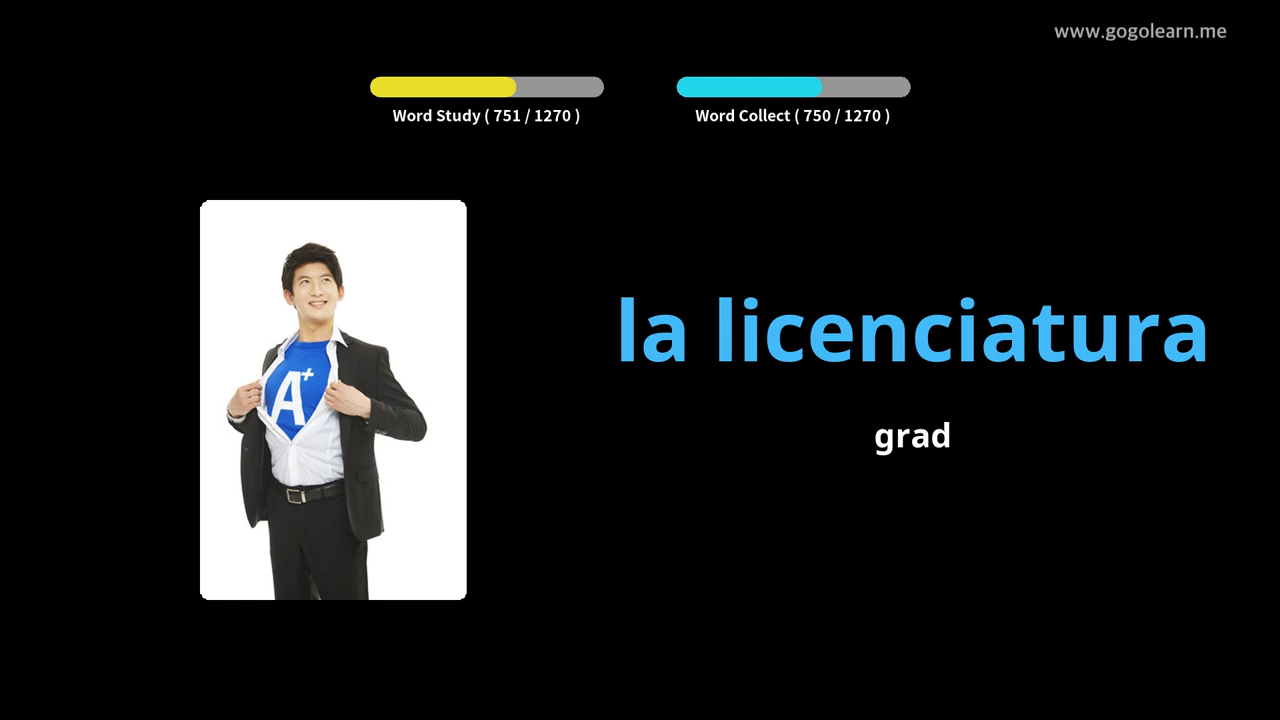 www.gogolearn.me
Word Study ( 751 / 1270 )
Word Collect ( 750 / 1270 )
A+
la licenciatura
grad